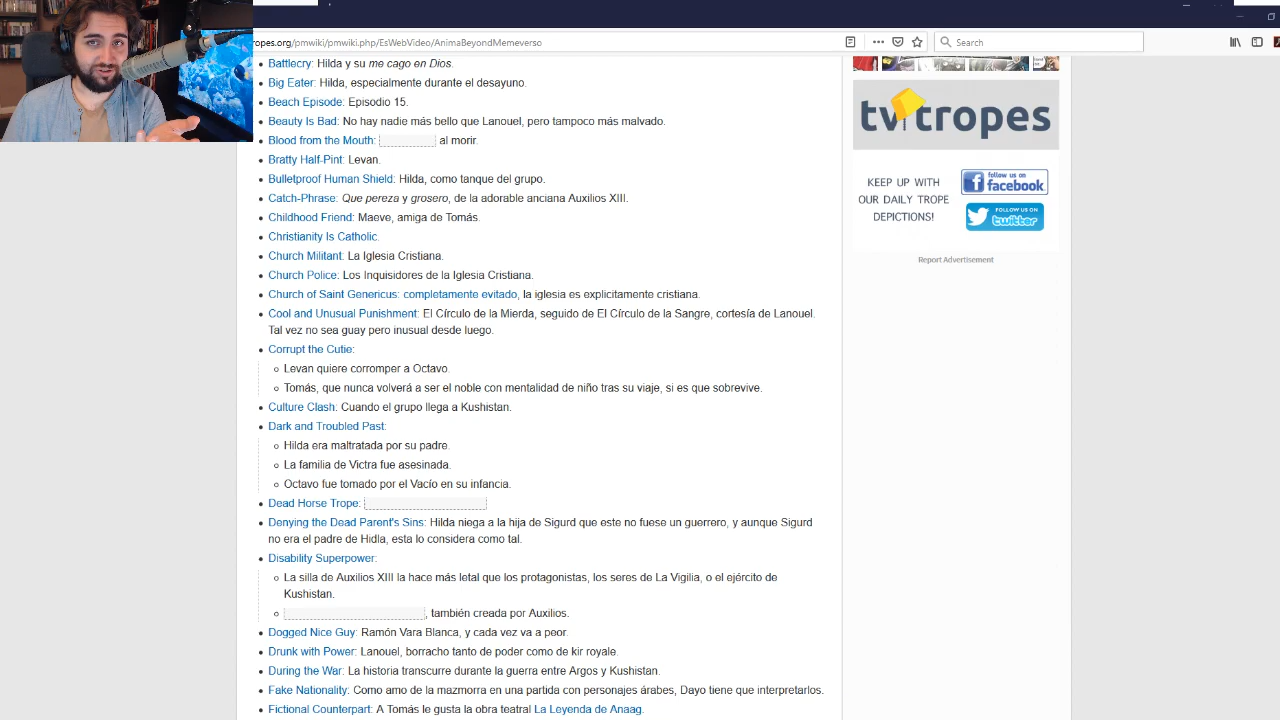 ropes.org/pmwiki/pmwiki.php/EsWebVideo/AnimaBeyondMemeverso
Search
Battlecry: Hilda y su me cago en Dios.
Big Eater: Hilda, especialmente durante el desayuno.
Beach Episode: Episodio 15.
Beauty Is Bad: No hay nadie más bello que Lanouel, pero tampoco más malvado.
Blood from the Mouth: al morir.
Bratty Half-Pint: Levan.
Bulletproof Human Shield: Hilda, como tanque del grupo.
Catch-Phrase: Que pereza y grosero, de la adorable anciana Auxilios XIII.
Childhood Friend: Maeve, amiga de Tomás.
Christianity Is Catholic.
Church Militant: La Iglesia Cristiana.
Church Police: Los Inquisidores de la Iglesia Cristiana.
Church of Saint Genericus: completamente evitado, la iglesia es explicitamente cristiana.
Cool and Unusual Punishment: El Círculo de la Mierda, seguido de El Círculo de la Sangre, cortesía de Lanouel.
Tal vez no sea guay pero inusual desde luego.
Corrupt the Cutie:
Levan quiere corromper a Octavo.
Tomás, que nunca volverá a ser el noble con mentalidad de niño tras su viaje, si es que sobrevive.
Culture Clash: Cuando el grupo llega a Kushistan.
Dark and Troubled Past:
Hilda era maltratada por su padre.
La familia de Victra fue asesinada.
Octavo fue tomado por el Vacío en su infancia.
Dead Horse Trope:
Denying the Dead Parent's Sins: Hilda niega a la hija de Sigurd que este no fuese un guerrero, y aunque Sigurd
no era el padre de Hidla, esta lo considera como tal.
Disability Superpower:
La silla de Auxilios XIII la hace más letal que los protagonistas, los seres de La Vigilia, o el ejército de
Kushistan.
, también creada por Auxilios.
Dogged Nice Guy: Ramón Vara Blanca, y cada vez va a peor.
Drunk with Power: Lanouel, borracho tanto de poder como de kir royale.
During the War: La historia transcurre durante la guerra entre Argos y Kushistan.
Fake Nationality: Como amo de la mazmorra en una partida con personajes árabes, Dayo tiene que interpretarlos.
Fictional Counterpart: A Tomás le gusta la obra teatral La Leyenda de Anaag.
tvtropes
KEEP UP WITH
OUR DAILY TROPE
DEPICTIONS!
follow us on
facebook
FOLLOW US ON
twitter
Report Advertisement